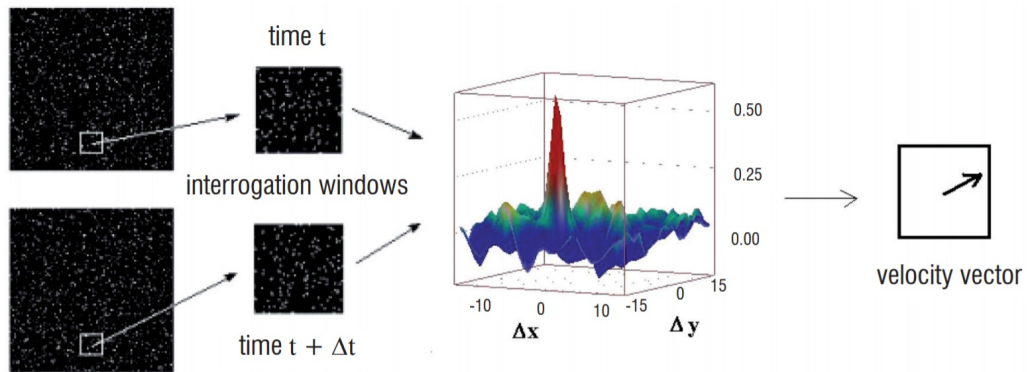 time t
interrogation windows
time t + Δt
0.50
0.25
0.00
-10
0
10
-15
0
15
Δx
Δy
velocity vector